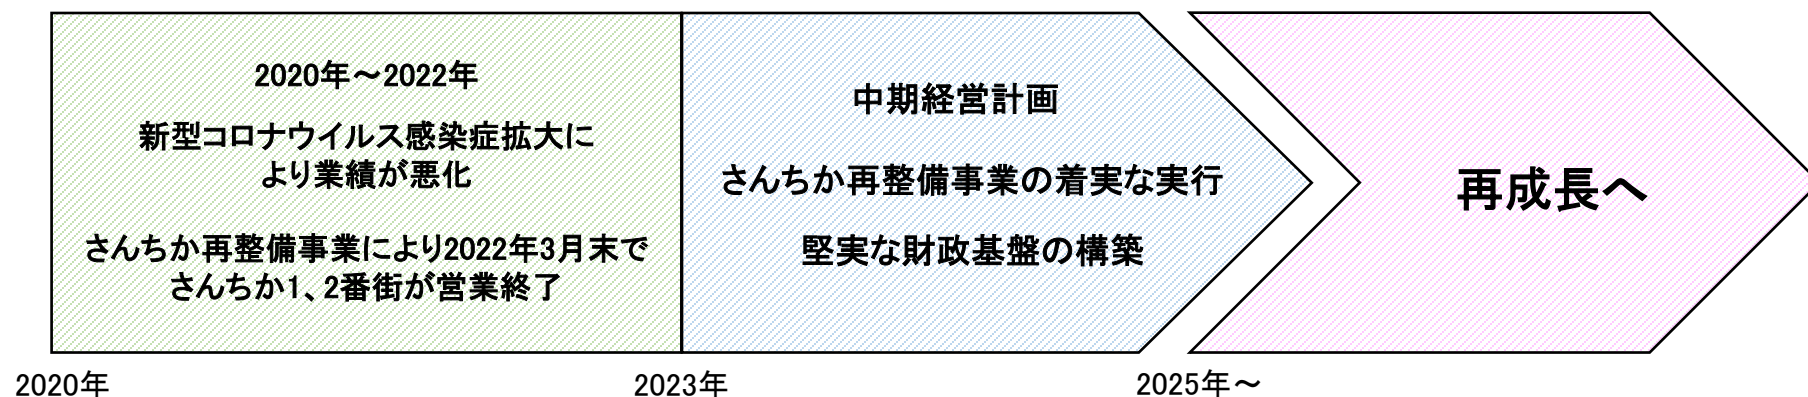 2020年～2022年
新型コロナウイルス感染症拡大に
より業績が悪化
さんちか再整備事業により2022年3月末で
さんちか1、2番街が営業終了
中期経営計画
さんちか再整備事業の着実な実行
堅実な財政基盤の構築
再成長へ
2020年
2023年
2025年～